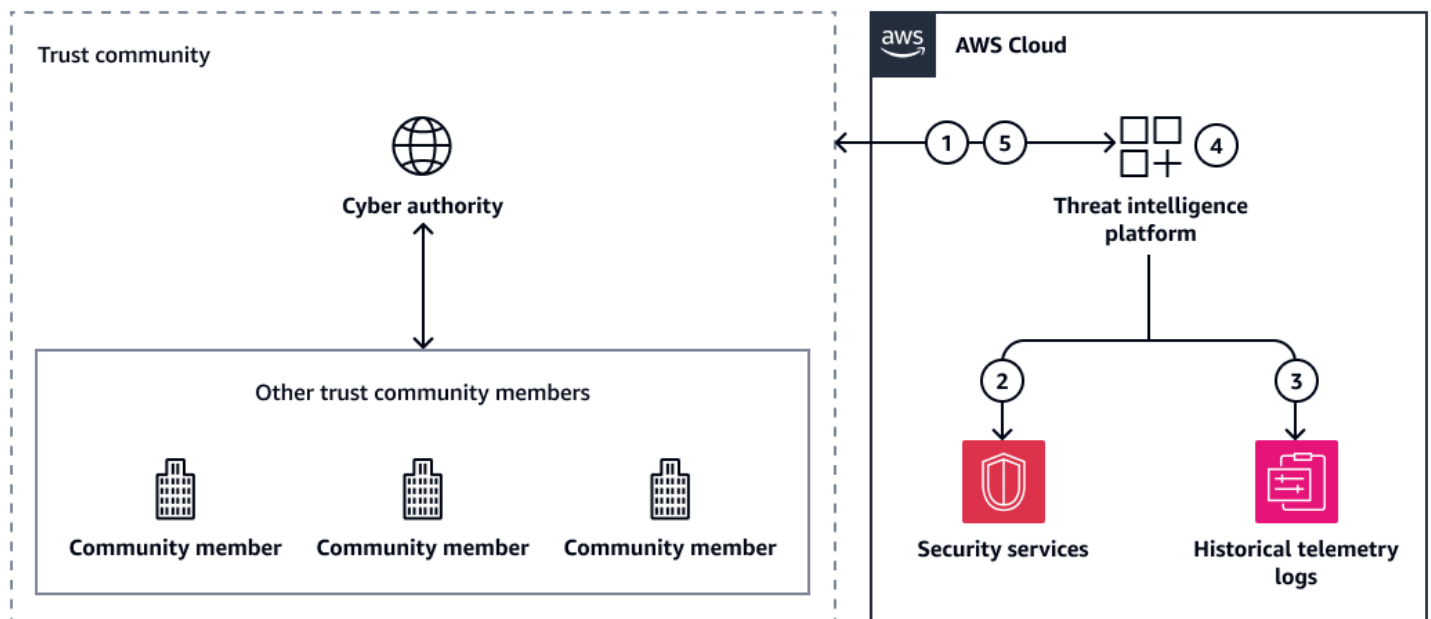 Trust community
Cyber authority
Other trust community members
Community member
Community member
Community member
aws
AWS Cloud
1
5
4
Threat intelligence
platform
2
3
Security services
Historical telemetry
logs